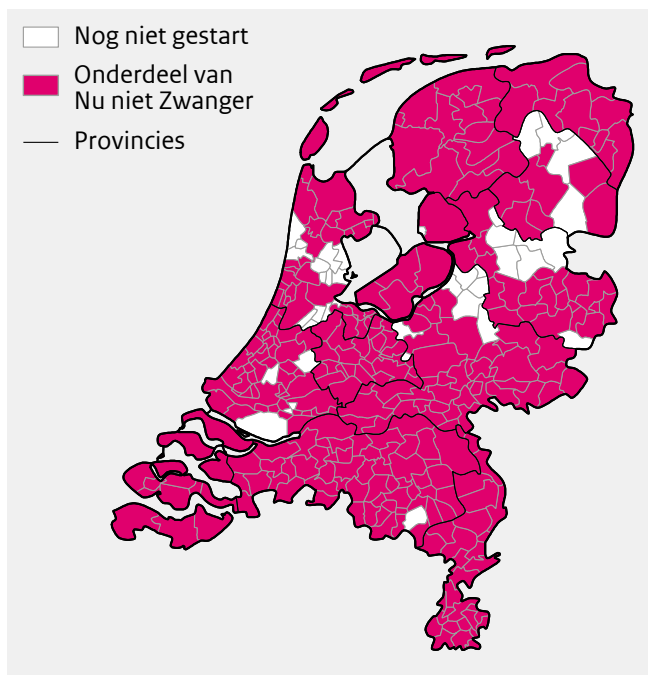 Nog niet gestart
Onderdeel van
Nu niet Zwanger
Provincies